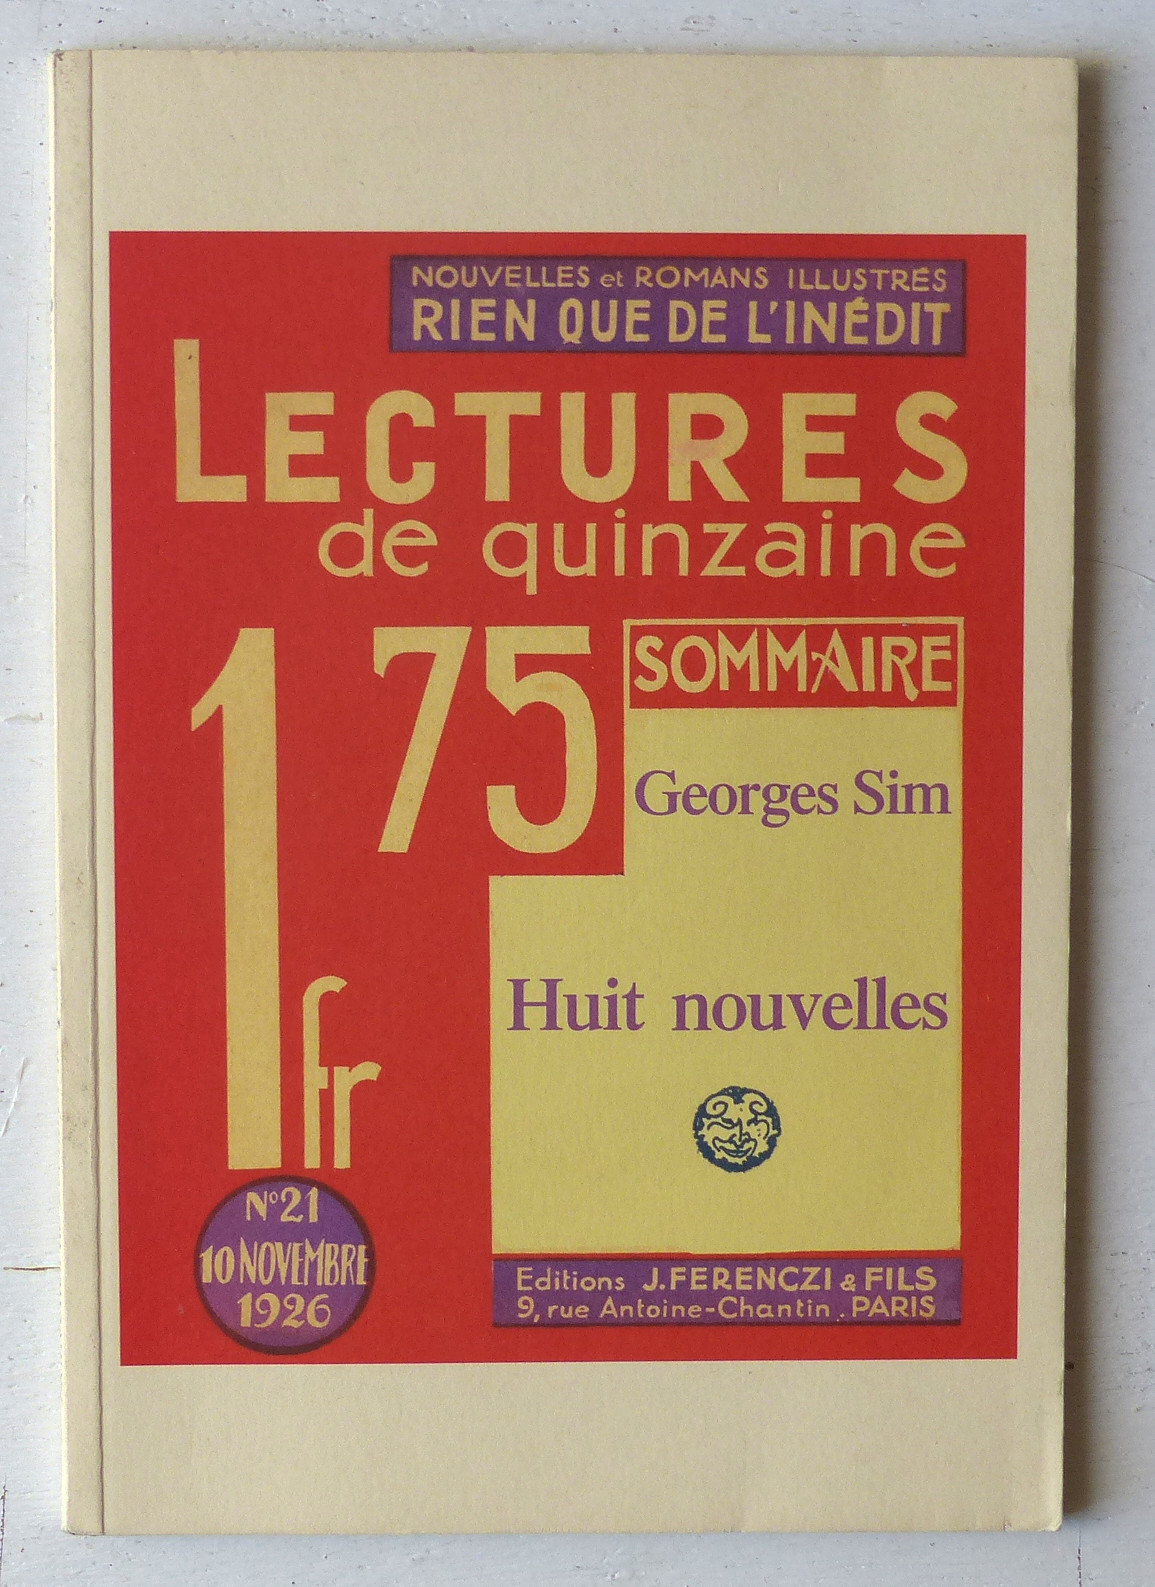 NOUVELLES et ROMANS ILLUSTRÉS
RIEN QUE DE L'INÉDIT
LECTURES
de quinzaine
1 fr 75
SOMMAIRE
Georges Sim
Huit nouvelles
N° 21
10 NOVEMBRE
1926
Editions J. FERENCZI & FILS
9, rue Antoine-Chantin. PARIS